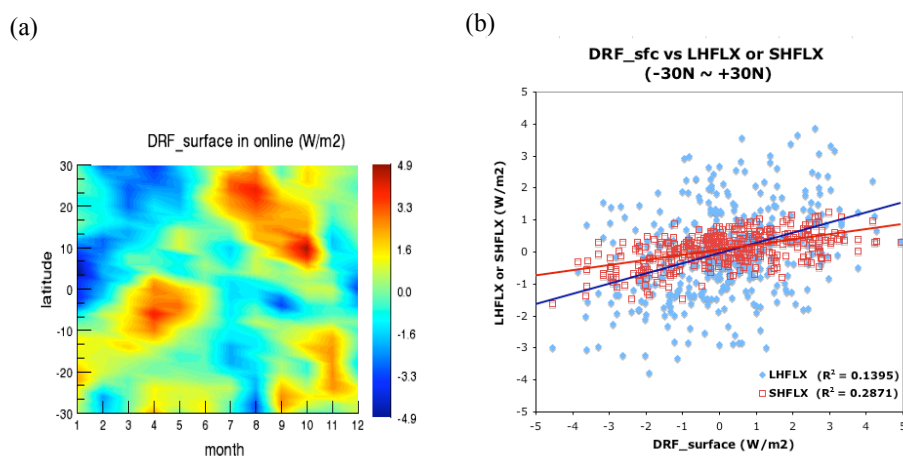 (a)
(b)
DRF_sfc vs LHFLX or SHFLX
(-30N ~ +30N)
DRF_surface in online (W/m2)
30
20
10
0
-10
-20
-30
latitude
1 2 3 4 5 6 7 8 9 10 11 12
month
4.9
3.3
1.6
0.0
-1.6
-3.3
-4.9
5
4
3
2
1
0
-1
-2
-3
-4
-5
LHFLX or SHFLX (W/m2)
LHFLX (R² = 0.1395)
SHFLX (R² = 0.2871)
-5 -4 -3 -2 -1 0 1 2 3 4 5
DRF_surface (W/m2)